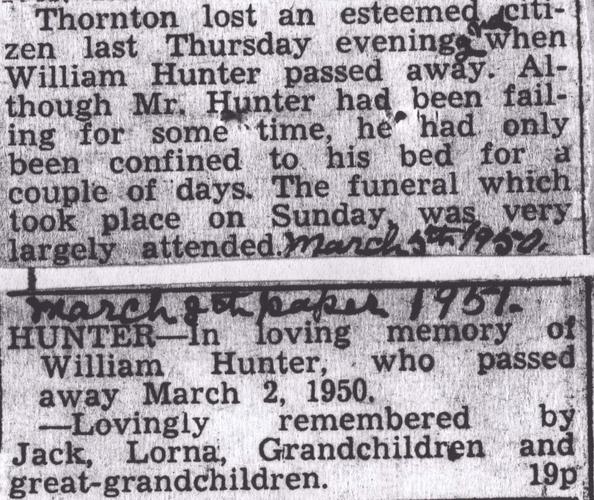 Thornton lost an esteemed citi-
zen last Thursday evening when
William Hunter passed away. Al-
though Mr. Hunter had been fail-
ing for some time, he had only
been confined to his bed for a
couple of days. The funeral which
took place on Sunday was very
largely attended. March 5th 1950.
March 8th paper 1957.
HUNTER—In loving memory of
William Hunter, who passed
away March 2, 1950.
—Lovingly remembered by
Jack, Lorna, Grandchildren and
great-grandchildren. 19p